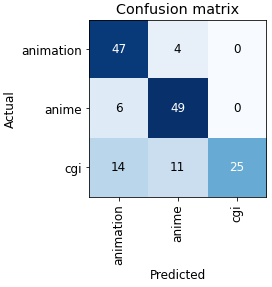 Confusion matrix
Actual
animation 47 4 0
anime 6 49 0
cgi 14 11 25
animation
anime
cgi
Predicted